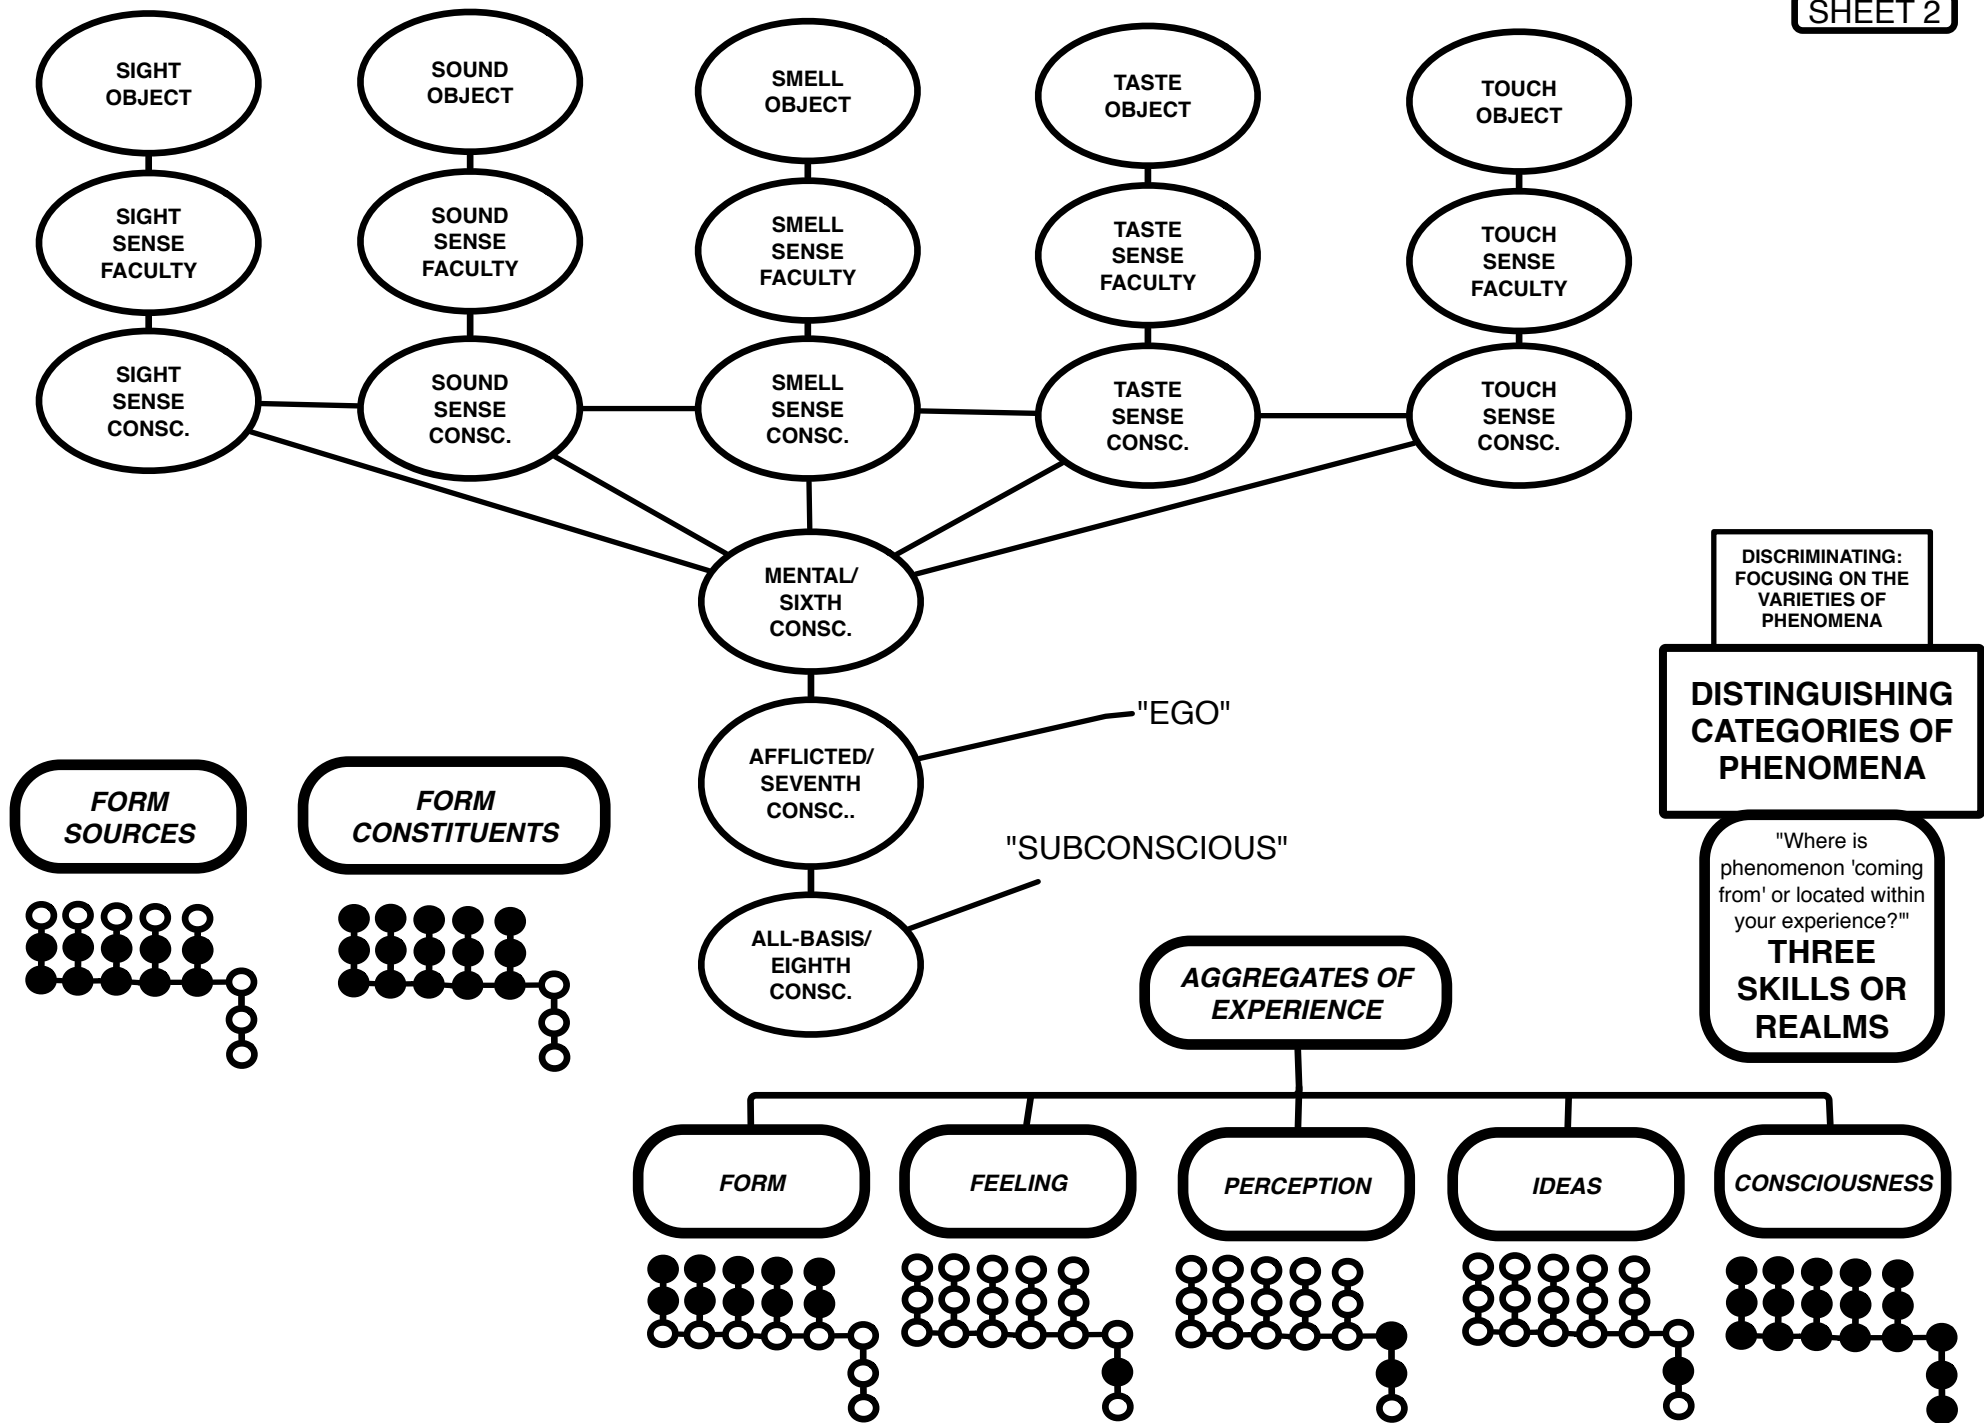 SHEET 2
SIGHT
OBJECT
SOUND
OBJECT
SMELL
OBJECT
TASTE
OBJECT
TOUCH
OBJECT
SIGHT
SENSE
FACULTY
SOUND
SENSE
FACULTY
SMELL
SENSE
FACULTY
TASTE
SENSE
FACULTY
TOUCH
SENSE
FACULTY
SIGHT
SENSE
CONSC.
SOUND
SENSE
CONSC.
SMELL
SENSE
CONSC.
TASTE
SENSE
CONSC.
TOUCH
SENSE
CONSC.
MENTAL/
SIXTH
CONSC.
DISCRIMINATING:
FOCUSING ON THE
VARIETIES OF
PHENOMENA
DISTINGUISHING
CATEGORIES OF
PHENOMENA
"Where is
phenomenon 'coming
from' or located within
your experience?'"
THREE
SKILLS OR
REALMS
"EGO"
AFFLICTED/
SEVENTH
CONSC..
FORM
SOURCES
FORM
CONSTITUENTS
"SUBCONSCIOUS"
ALL-BASIS/
EIGHTH
CONSC.
AGGREGATES OF
EXPERIENCE
FORM
FEELING
PERCEPTION
IDEAS
CONSCIOUSNESS